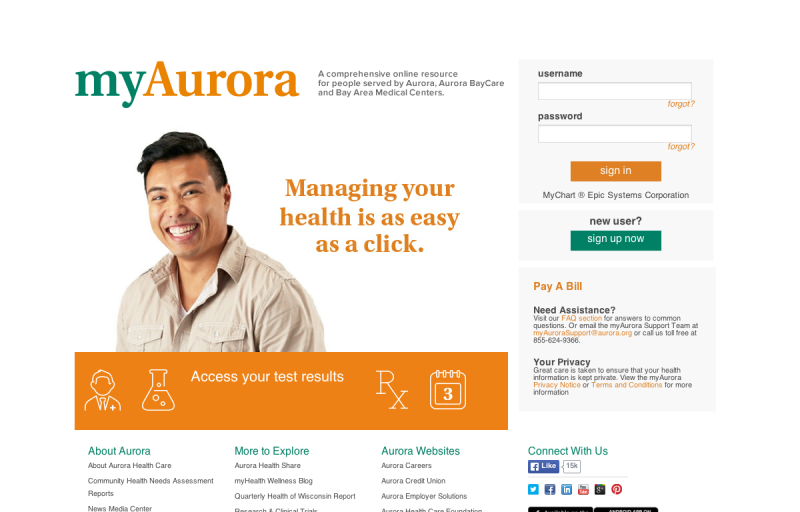 myAurora
A comprehensive online resource
for people served by Aurora, Aurora BayCare
and Bay Area Medical Centers.
username
forgot?
password
forgot?
sign in
MyChart ® Epic Systems Corporation
new user?
sign up now
Managing your
health is as easy
as a click.
Pay A Bill
Need Assistance?
Visit our FAQ section for answers to common
questions. Or email the myAurora Support Team at
myAuroraSupport@aurora.org or call us toll free at
855-624-9366.
Your Privacy
Great care is taken to ensure that your health
information is kept private. View the myAurora
Privacy Notice or Terms and Conditions for more
information
Access your test results
Rx
3
About Aurora
About Aurora Health Care
Community Health Needs Assessment
Reports
News Media Center
More to Explore
Aurora Health Share
myHealth Wellness Blog
Quarterly Health of Wisconsin Report
Research & Clinical Trials
Aurora Websites
Aurora Careers
Aurora Credit Union
Aurora Employer Solutions
Aurora Health Care Foundation
Connect With Us
Like 15k
ANDROID APP ON